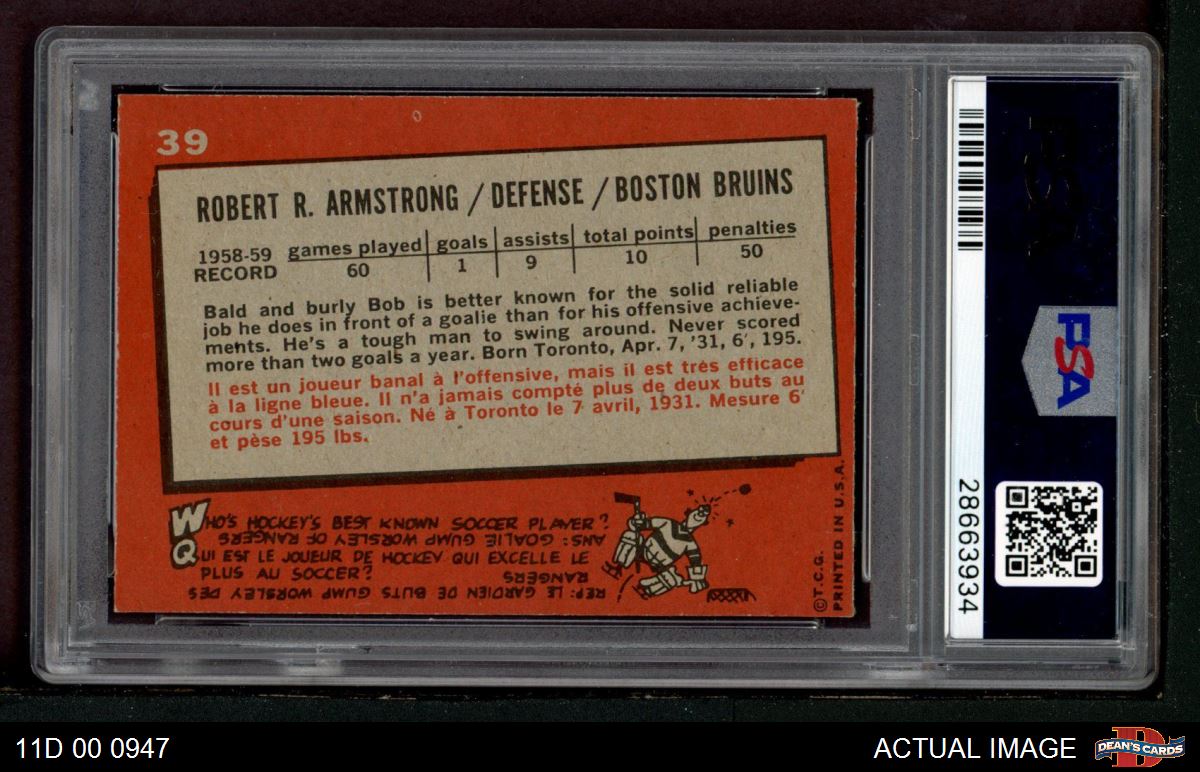 39
ROBERT R. ARMSTRONG / DEFENSE / BOSTON BRUINS
1958-59 RECORD
games played goals assists total points penalties
60 1 9 10 50
Bald and burly Bob is better known for the solid reliable
job he does in front of a goalie than for his offensive achieve-
ments. He's a tough man to swing around. Never scored
more than two goals a year. Born Toronto, Apr. 7, '31, 6', 195.
Il est un joueur banal à l'offensive, mais il est très efficace
à la ligne bleue. Il n'a jamais compté plus de deux buts au
cours d'une saison. Né à Toronto le 7 avril, 1931. Mesure 6'
et pèse 195 lbs.
WHO'S HOCKEY'S BEST KNOWN SOCCER PLAYER?
ANS: GOALIE GUMP WORSLEY OF RANGERS
QUI EST LE JOUEUR DE HOCKEY QUI EXCELLE LE
PLUS AU SOCCER?
REP: LE GARDIEN DE BUTS GUMP WORSLEY DES
RANGERS
©T.C.G.
PRINTED IN U.S.A.
PSA
28663934
11D 00 0947
ACTUAL IMAGE
DEAN'S CARDS